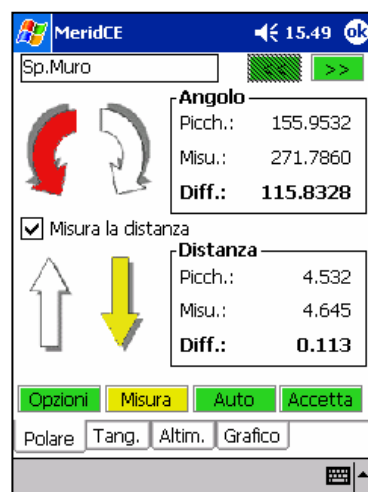 MeridCE 15.49 ok
Sp.Muro << >>
Angolo
Picch.: 155.9532
Misu.: 271.7860
Diff.: 115.8328
Misura la distanza
Distanza
Picch.: 4.532
Misu.: 4.645
Diff.: 0.113
Opzioni Misura Auto Accetta
Polare Tang. Altim. Grafico